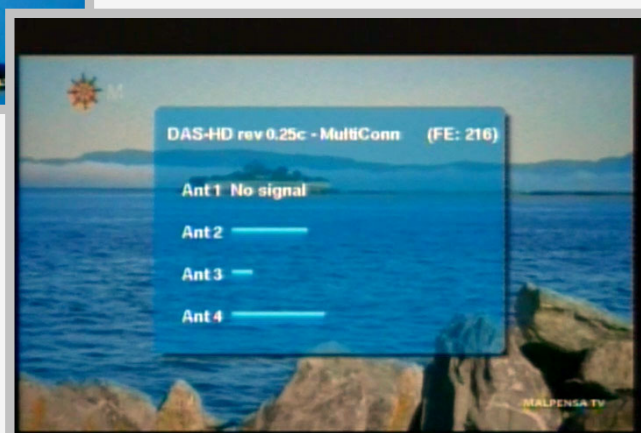 M
DAS-HD rev 0.25c - MultiConn (FE: 216)
Ant 1 No signal
Ant 2
Ant 3
Ant 4
MALPENSA TV